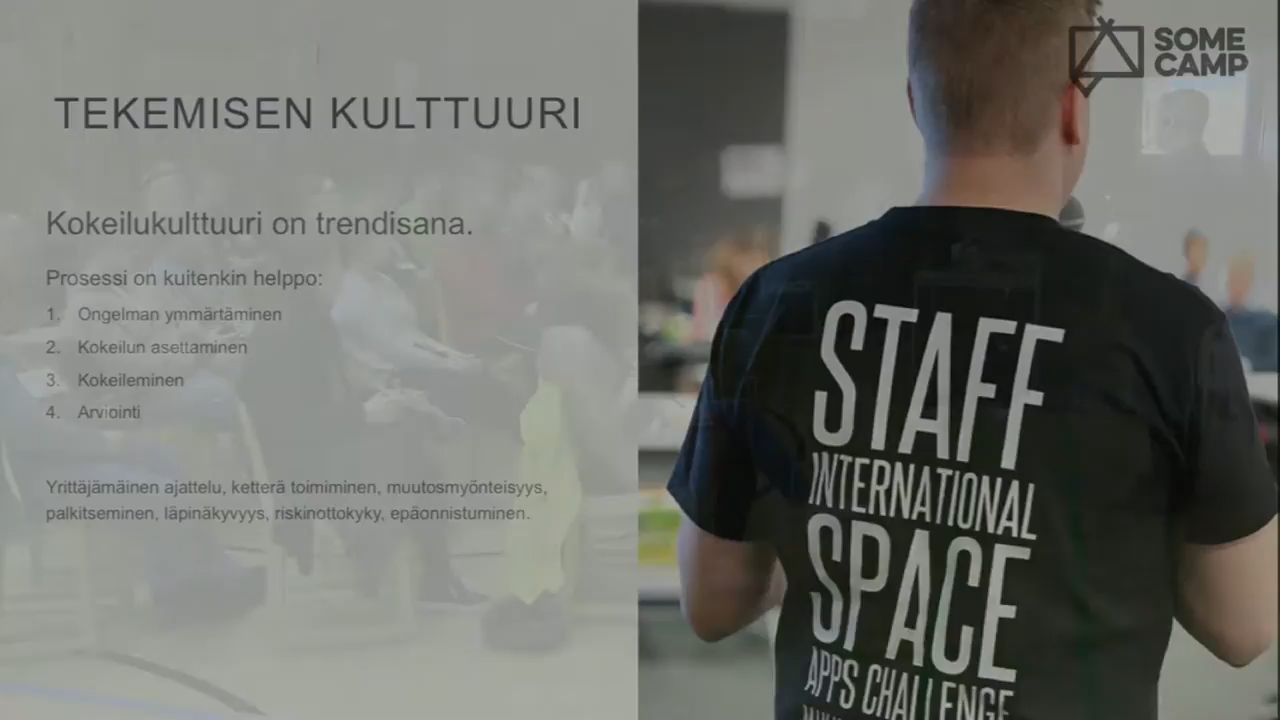 TEKEMISEN KULTTUURI
Kokeilukulttuuri on trendisana.
Prosessi on kuitenkin helppo:
1. Ongelman ymmärtäminen
2. Kokeilun asettaminen
3. Kokeileminen
4. Arviointi
Yrittäjämäinen ajattelu, ketterä toimiminen, muutosmyönteisyys,
palkitseminen, läpinäkyvyys, riskinottokyky, epäonnistuminen.
SOME
CAMP
STAFF
INTERNATIONAL
SPACE
APPS CHALLENGE